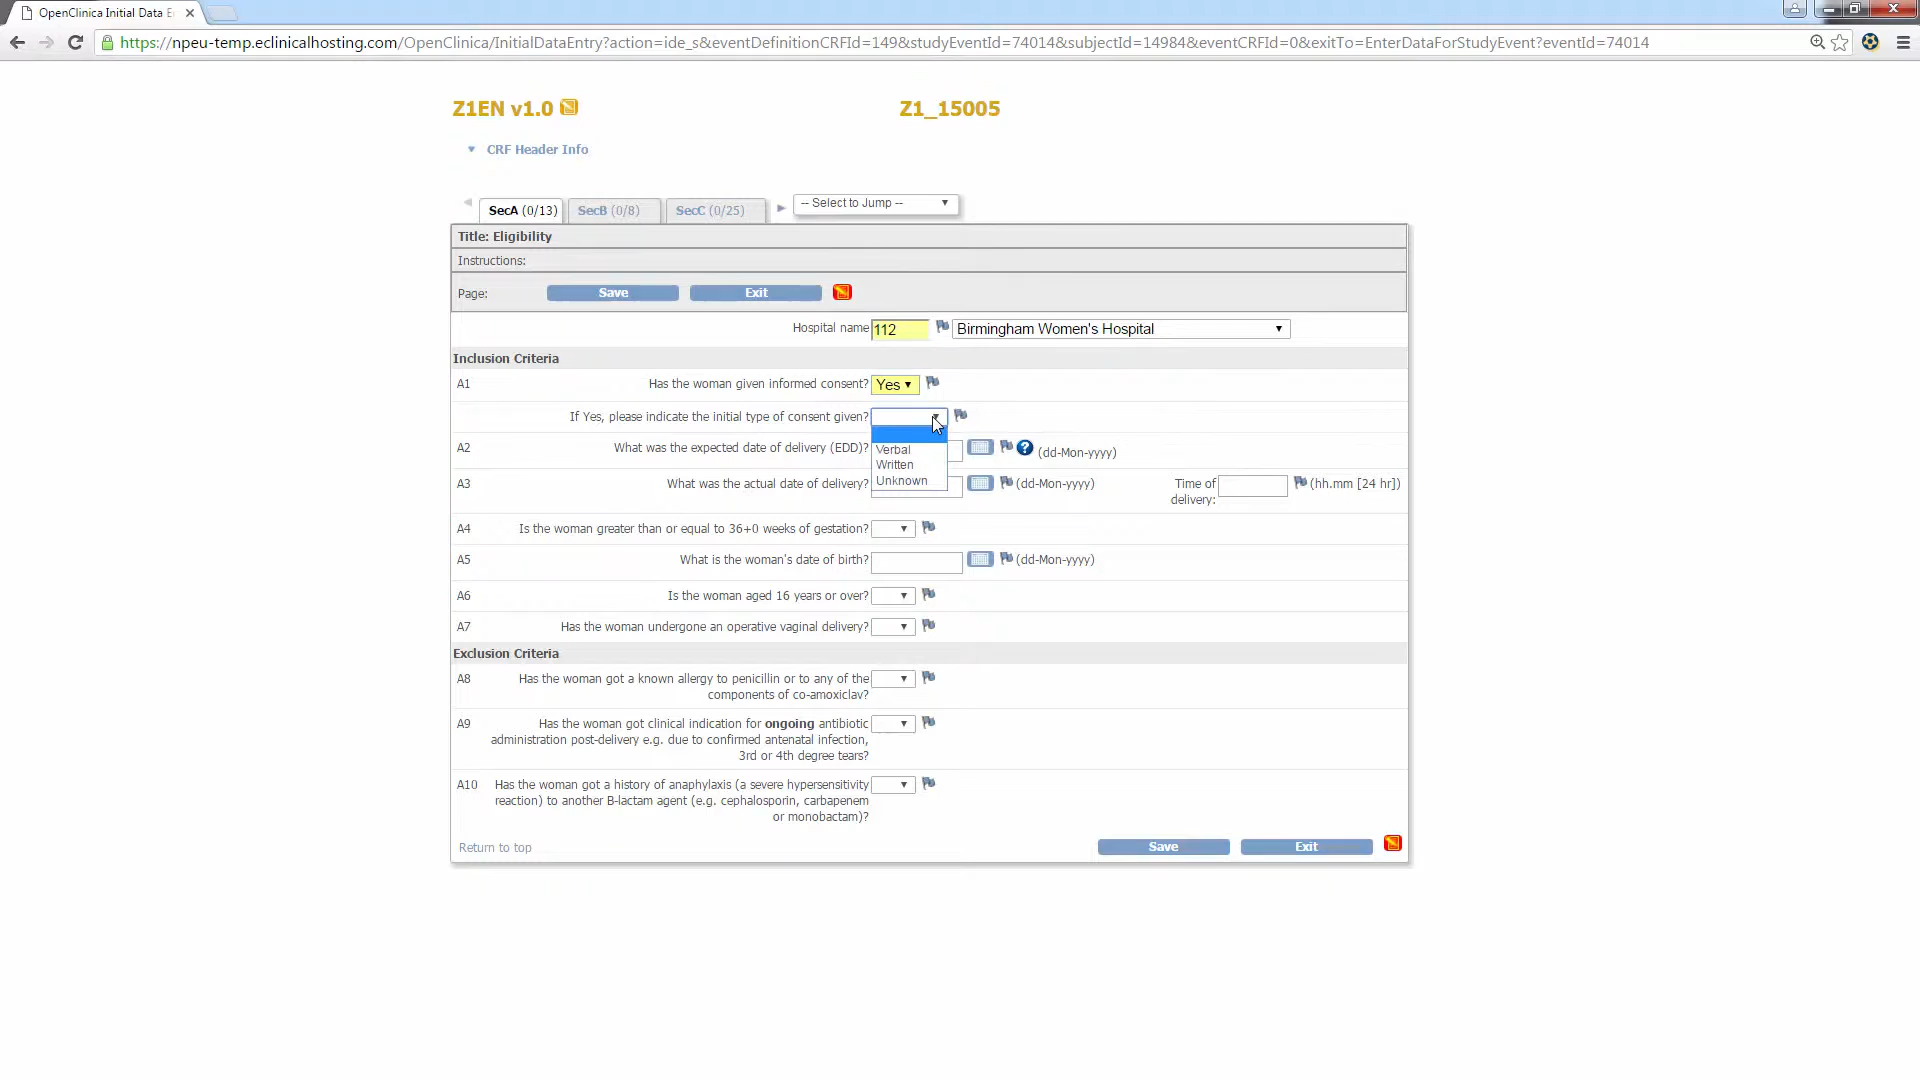 OpenClinica Initial Data E
https://npeu-temp.eclinicalhosting.com/OpenClinica/InitialDataEntry?action=ide_s&eventDefinitionCRFId=149&studyEventId=74014&subjectId=14984&eventCRFId=0&exitTo=EnterDataForStudyEvent?eventId=74014
Z1EN v1.0 Z1_15005
CRF Header Info
SecA (0/13) SecB (0/8) SecC (0/25) -- Select to Jump --
Title: Eligibility
Instructions:
Page: Save Exit
Hospital name 112 Birmingham Women's Hospital
Inclusion Criteria
A1 Has the woman given informed consent? Yes
If Yes, please indicate the initial type of consent given?
Verbal
Written
Unknown
A2 What was the expected date of delivery (EDD)? ? (dd-Mon-yyyy)
A3 What was the actual date of delivery? (dd-Mon-yyyy) Time of delivery: (hh.mm [24 hr])
A4 Is the woman greater than or equal to 36+0 weeks of gestation?
A5 What is the woman's date of birth? (dd-Mon-yyyy)
A6 Is the woman aged 16 years or over?
A7 Has the woman undergone an operative vaginal delivery?
Exclusion Criteria
A8 Has the woman got a known allergy to penicillin or to any of the
components of co-amoxiclav?
A9 Has the woman got clinical indication for ongoing antibiotic
administration post-delivery e.g. due to confirmed antenatal infection,
3rd or 4th degree tears?
A10 Has the woman got a history of anaphylaxis (a severe hypersensitivity
reaction) to another B-lactam agent (e.g. cephalosporin, carbapenem
or monobactam)?
Return to top Save Exit